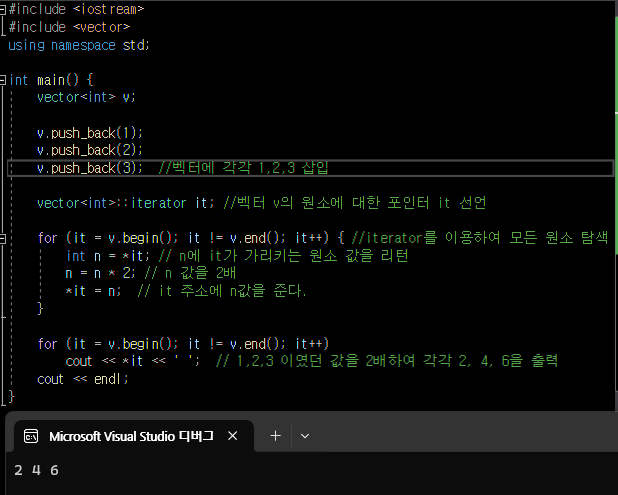 #include <iostream>
#include <vector>
using namespace std;
int main() {
vector<int> v;
v.push_back(1);
v.push_back(2);
v.push_back(3); //벡터에 각각 1,2,3 삽입
vector<int>::iterator it; //벡터 v의 원소에 대한 포인터 it 선언
for (it = v.begin(); it != v.end(); it++) { //iterator를 이용하여 모든 원소 탐색
int n = *it; // n에 it가 가리키는 원소 값을 리턴
n = n * 2; // n 값을 2배
*it = n; // it 주소에 n값을 준다.
}
for (it = v.begin(); it != v.end(); it++)
cout << *it << ' '; // 1,2,3 이였던 값을 2배하여 각각 2, 4, 6을 출력
cout << endl;
}
Microsoft Visual Studio 디버그
2 4 6